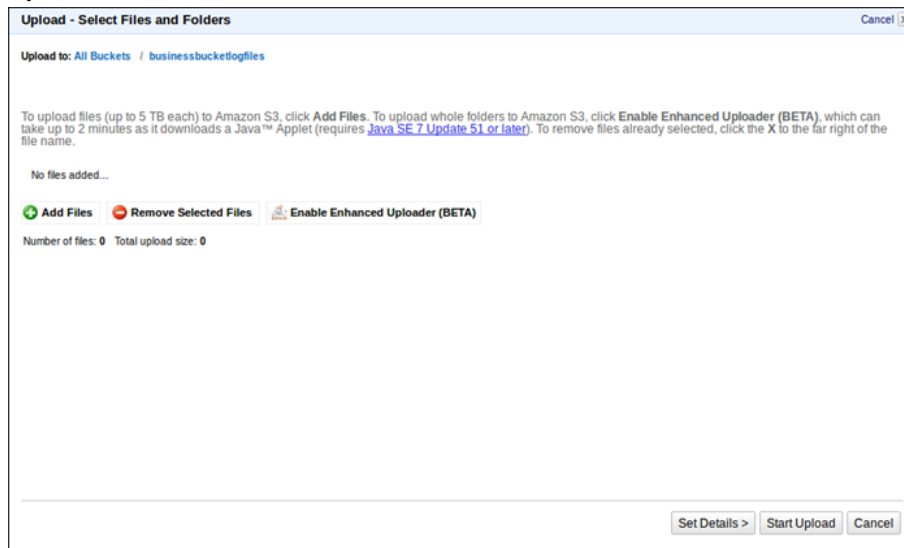 Upload - Select Files and Folders
Cancel
Upload to: All Buckets / businessbucketlogfiles
To upload files (up to 5 TB each) to Amazon S3, click Add Files. To upload whole folders to Amazon S3, click Enable Enhanced Uploader (BETA), which can
take up to 2 minutes as it downloads a Java™ Applet (requires Java SE 7 Update 51 or later). To remove files already selected, click the X to the far right of the
file name.
No files added...
Add Files Remove Selected Files Enable Enhanced Uploader (BETA)
Number of files: 0 Total upload size: 0
Set Details > Start Upload Cancel